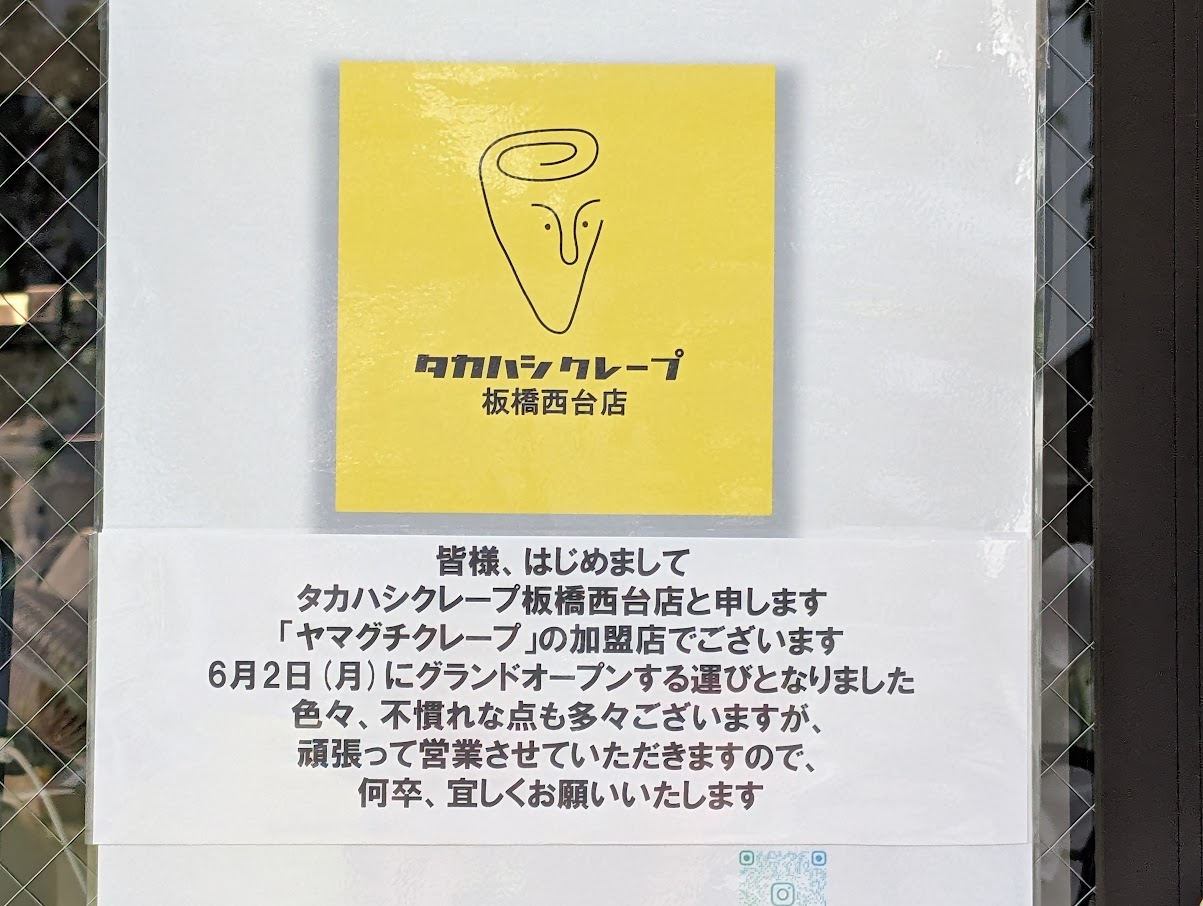 タカハシクレープ
板橋西台店
皆様、はじめまして
タカハシクレープ板橋西台店と申します
「ヤマグチクレープ」の加盟店でございます
6月2日（月）にグランドオープンする運びとなりました
色々、不慣れな点も多々ございますが、
頑張って営業させていただきますので、
何卒、宜しくお願いいたします